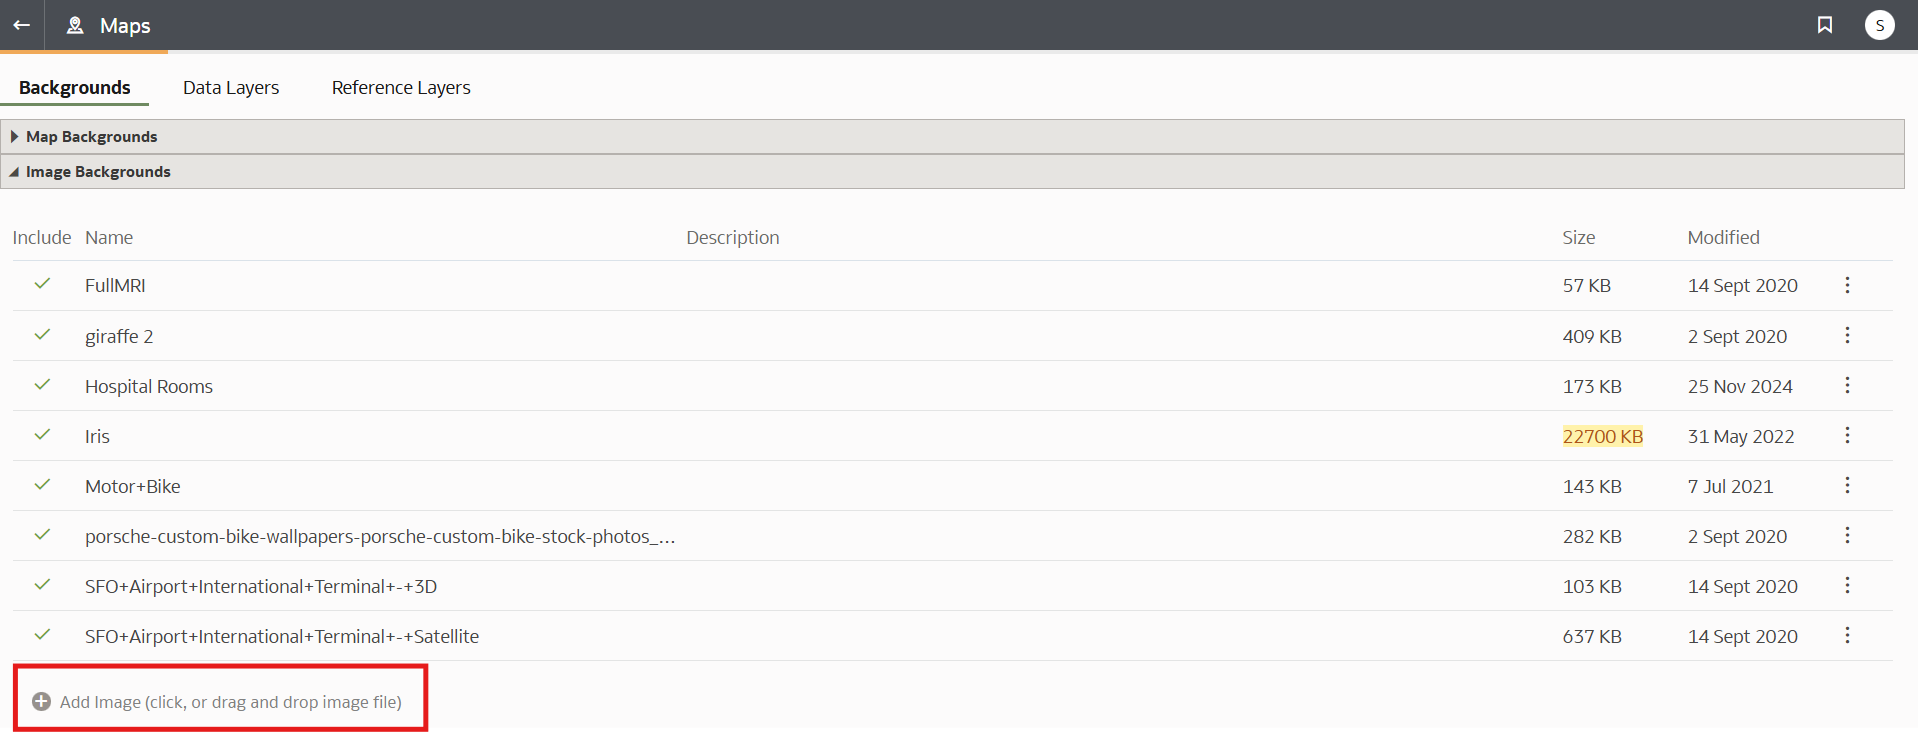 Maps
S
Backgrounds Data Layers Reference Layers
Map Backgrounds
Image Backgrounds
Include Name Description Size Modified
FullMRI 57 KB 14 Sept 2020
giraffe 2 409 KB 2 Sept 2020
Hospital Rooms 173 KB 25 Nov 2024
Iris 22700 KB 31 May 2022
Motor+Bike 143 KB 7 Jul 2021
porsche-custom-bike-wallpapers-porsche-custom-bike-stock-photos_... 282 KB 2 Sept 2020
SFO+Airport+International+Terminal+-+3D 103 KB 14 Sept 2020
SFO+Airport+International+Terminal+-+Satellite 637 KB 14 Sept 2020
Add Image (click, or drag and drop image file)